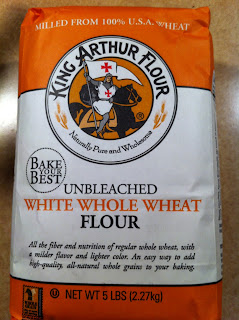 MILLED FROM 100% U.S.A. WHEAT
KING ARTHUR FLOUR
Naturally Pure and Wholesome
BAKE
YOUR
BEST
UNBLEACHED
WHITE WHOLE WHEAT
FLOUR
All the fiber and nutrition of regular whole wheat, with
a milder flavor and lighter color. An easy way to add
high-quality, all-natural whole grains to your baking.
NET WT 5 LBS (2.27kg)